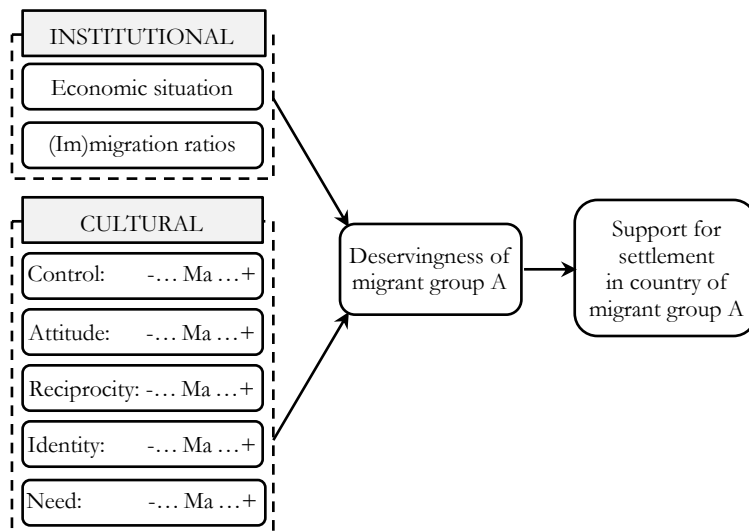 INSTITUTIONAL
Economic situation
(Im)migration ratios
CULTURAL
Control: -… Ma …+
Attitude: -… Ma …+
Reciprocity: -… Ma …+
Identity: -… Ma …+
Need: -… Ma …+
Deservingness of
migrant group A
Support for
settlement
in country of
migrant group A